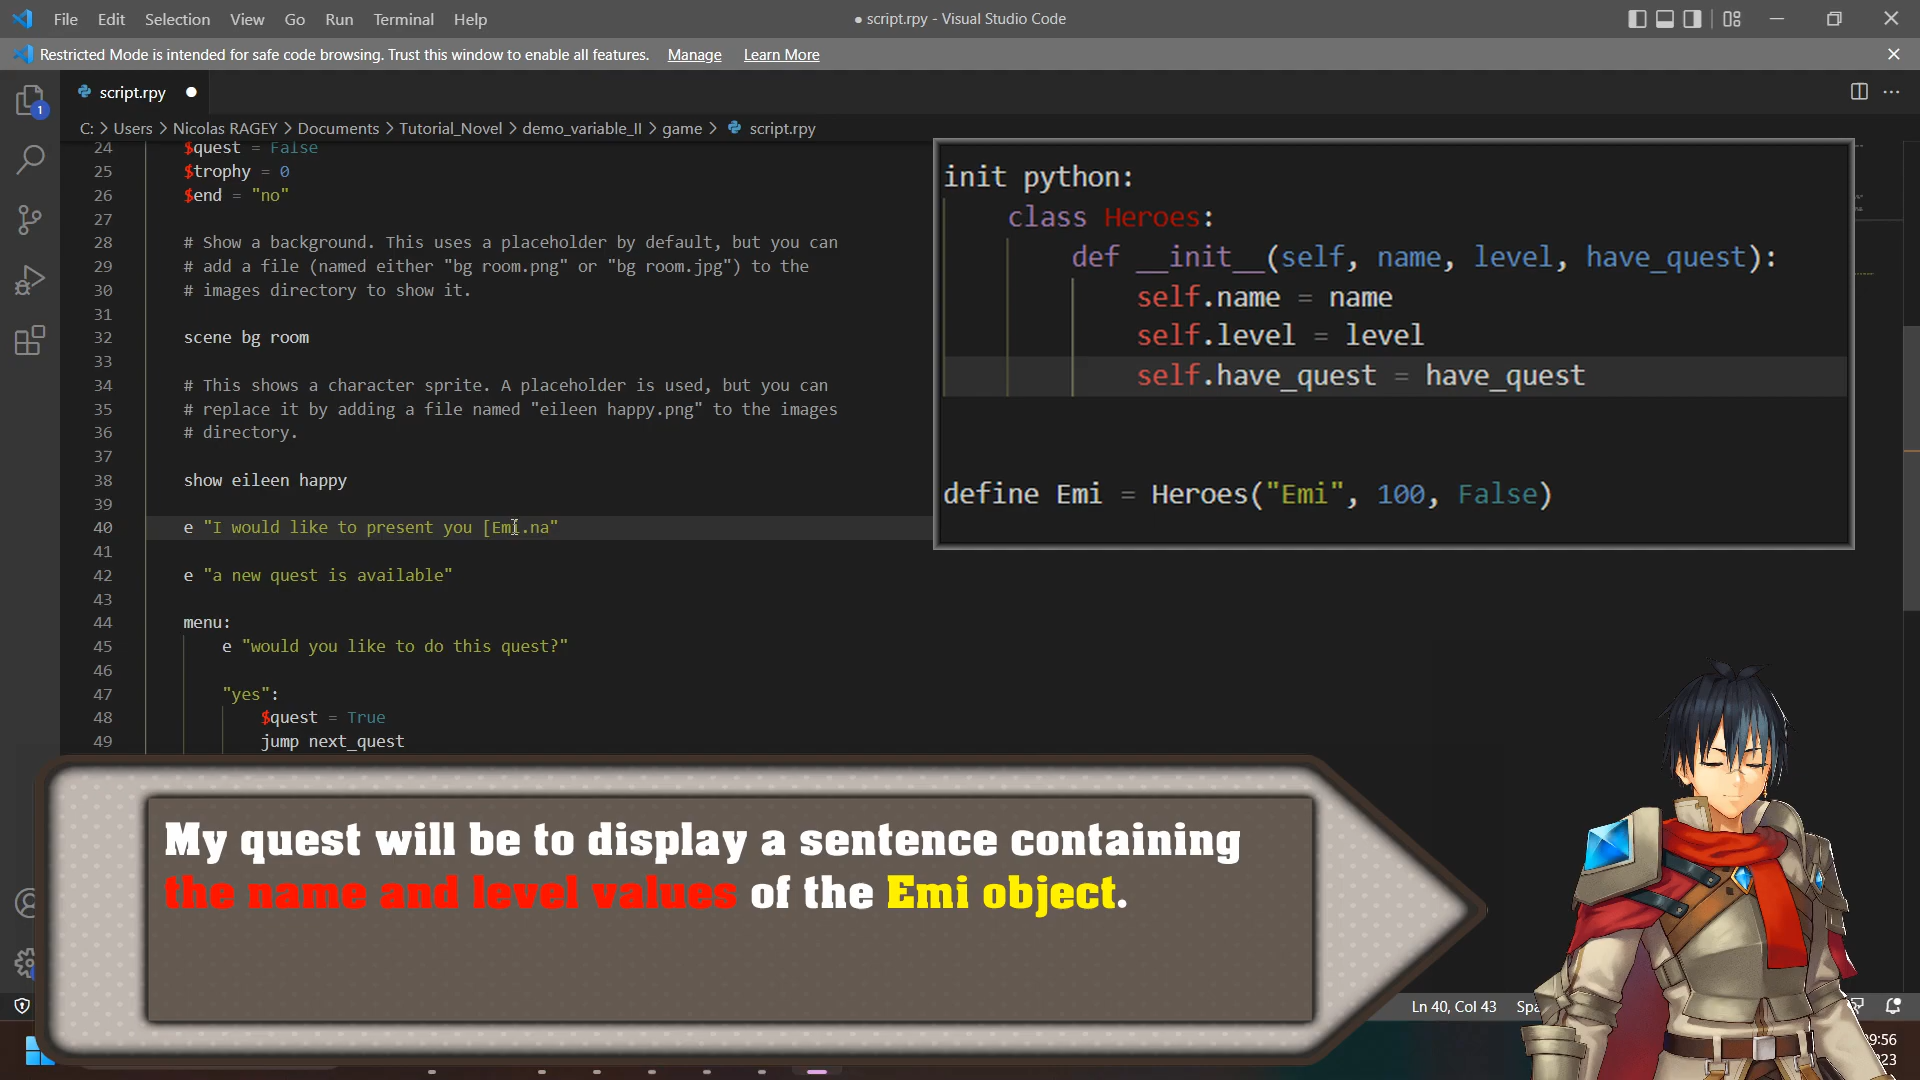 File Edit Selection View Go Run Terminal Help
● script.rpy - Visual Studio Code
Restricted Mode is intended for safe code browsing. Trust this window to enable all features. Manage Learn More
script.rpy
1
C: > Users > Nicolas RAGEY > Documents > Tutorial_Novel > demo_variable_II > game > script.rpy
24 $quest = False
25 $trophy = 0
26 $end = "no"
27
28 # Show a background. This uses a placeholder by default, but you can
29 # add a file (named either "bg room.png" or "bg room.jpg") to the
30 # images directory to show it.
31
32 scene bg room
33
34 # This shows a character sprite. A placeholder is used, but you can
35 # replace it by adding a file named "eileen happy.png" to the images
36 # directory.
37
38 show eileen happy
39
40 e "I would like to present you [Emi.na"
41
42 e "a new quest is available"
43
44 menu:
45 e "would you like to do this quest?"
46
47 "yes":
48 $quest = True
49 jump next_quest
init python:
class Heroes:
def __init__(self, name, level, have_quest):
self.name = name
self.level = level
self.have_quest = have_quest
define Emi = Heroes("Emi", 100, False)
My quest will be to display a sentence containing
the name and level values of the Emi object.
Ln 40, Col 43 Spa
9:56